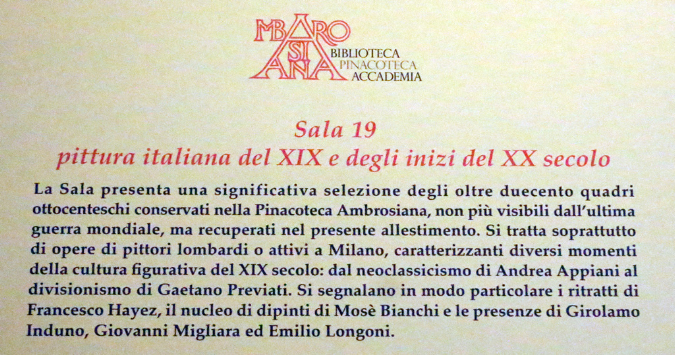 AMBROSIANA
BIBLIOTECA
PINACOTECA
ACCADEMIA
Sala 19
pittura italiana del XIX e degli inizi del XX secolo
La Sala presenta una significativa selezione degli oltre duecento quadri
ottocenteschi conservati nella Pinacoteca Ambrosiana, non più visibili dall'ultima
guerra mondiale, ma recuperati nel presente allestimento. Si tratta soprattutto
di opere di pittori lombardi o attivi a Milano, caratterizzanti diversi momenti
della cultura figurativa del XIX secolo: dal neoclassicismo di Andrea Appiani al
divisionismo di Gaetano Previati. Si segnalano in modo particolare i ritratti di
Francesco Hayez, il nucleo di dipinti di Mosè Bianchi e le presenze di Girolamo
Induno, Giovanni Migliara ed Emilio Longoni.